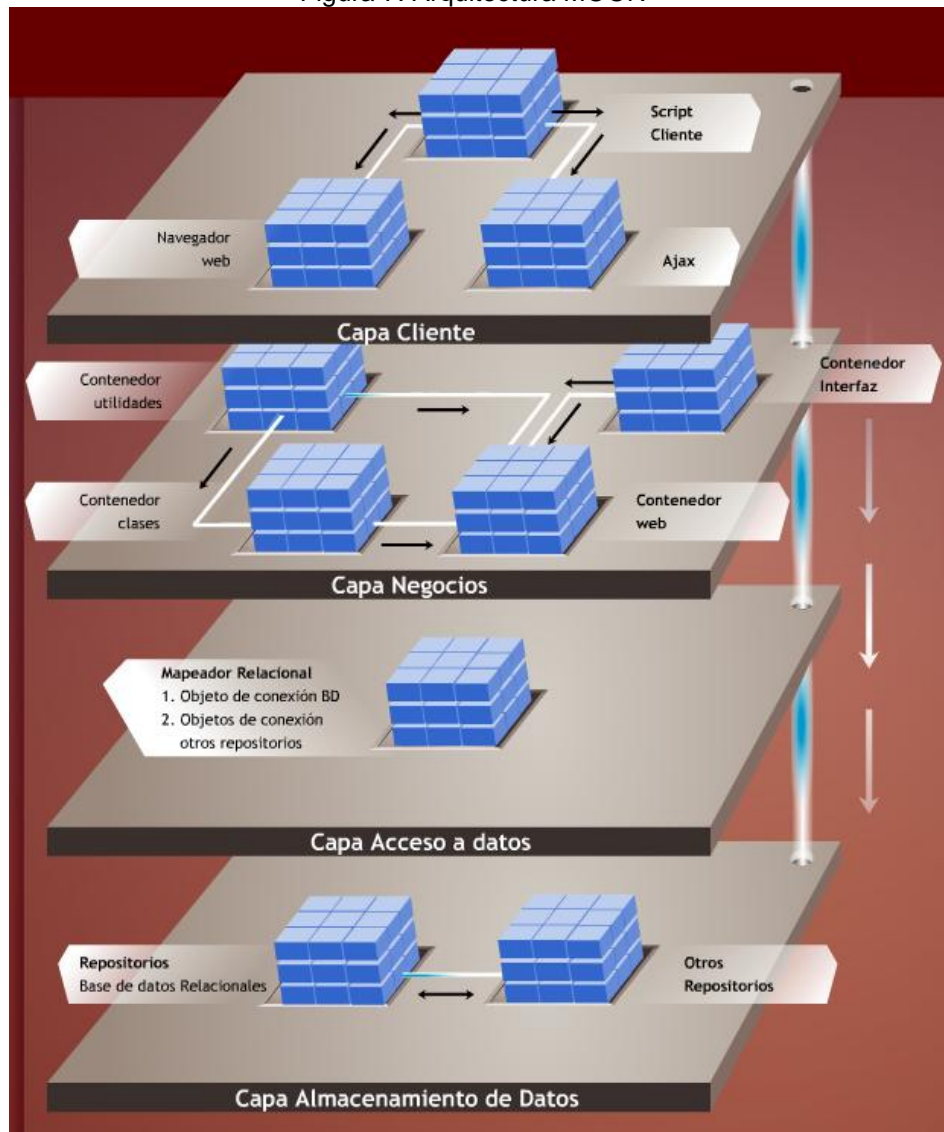 Script
Cliente
Navegador
web
Ajax
Capa Cliente
Contenedor
utilidades
Contenedor
Interfaz
Contenedor
clases
Contenedor
web
Capa Negocios
Mapeador Relacional
1. Objeto de conexión BD
2. Objetos de conexión
otros repositorios
Capa Acceso a datos
Repositorios
Base de datos Relacionales
Otros
Repositorios
Capa Almacenamiento de Datos